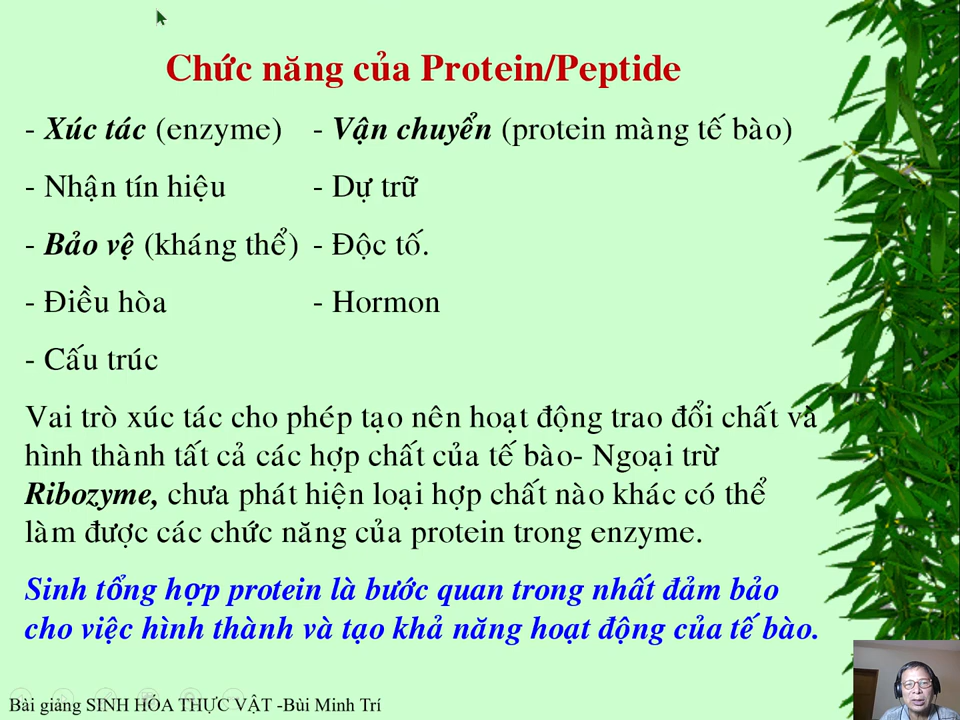 Chức năng của Protein/Peptide
- Xúc tác (enzyme) - Vận chuyển (protein màng tế bào)
- Nhận tín hiệu - Dự trữ
- Bảo vệ (kháng thể) - Độc tố.
- Điều hòa - Hormon
- Cấu trúc
Vai trò xúc tác cho phép tạo nên hoạt động trao đổi chất và
hình thành tất cả các hợp chất của tế bào- Ngoại trừ
Ribozyme, chưa phát hiện loại hợp chất nào khác có thể
làm được các chức năng của protein trong enzyme.
Sinh tổng hợp protein là bước quan trong nhất đảm bảo
cho việc hình thành và tạo khả năng hoạt động của tế bào.
Bài giảng SINH HÓA THỰC VẬT -Bùi Minh Trí